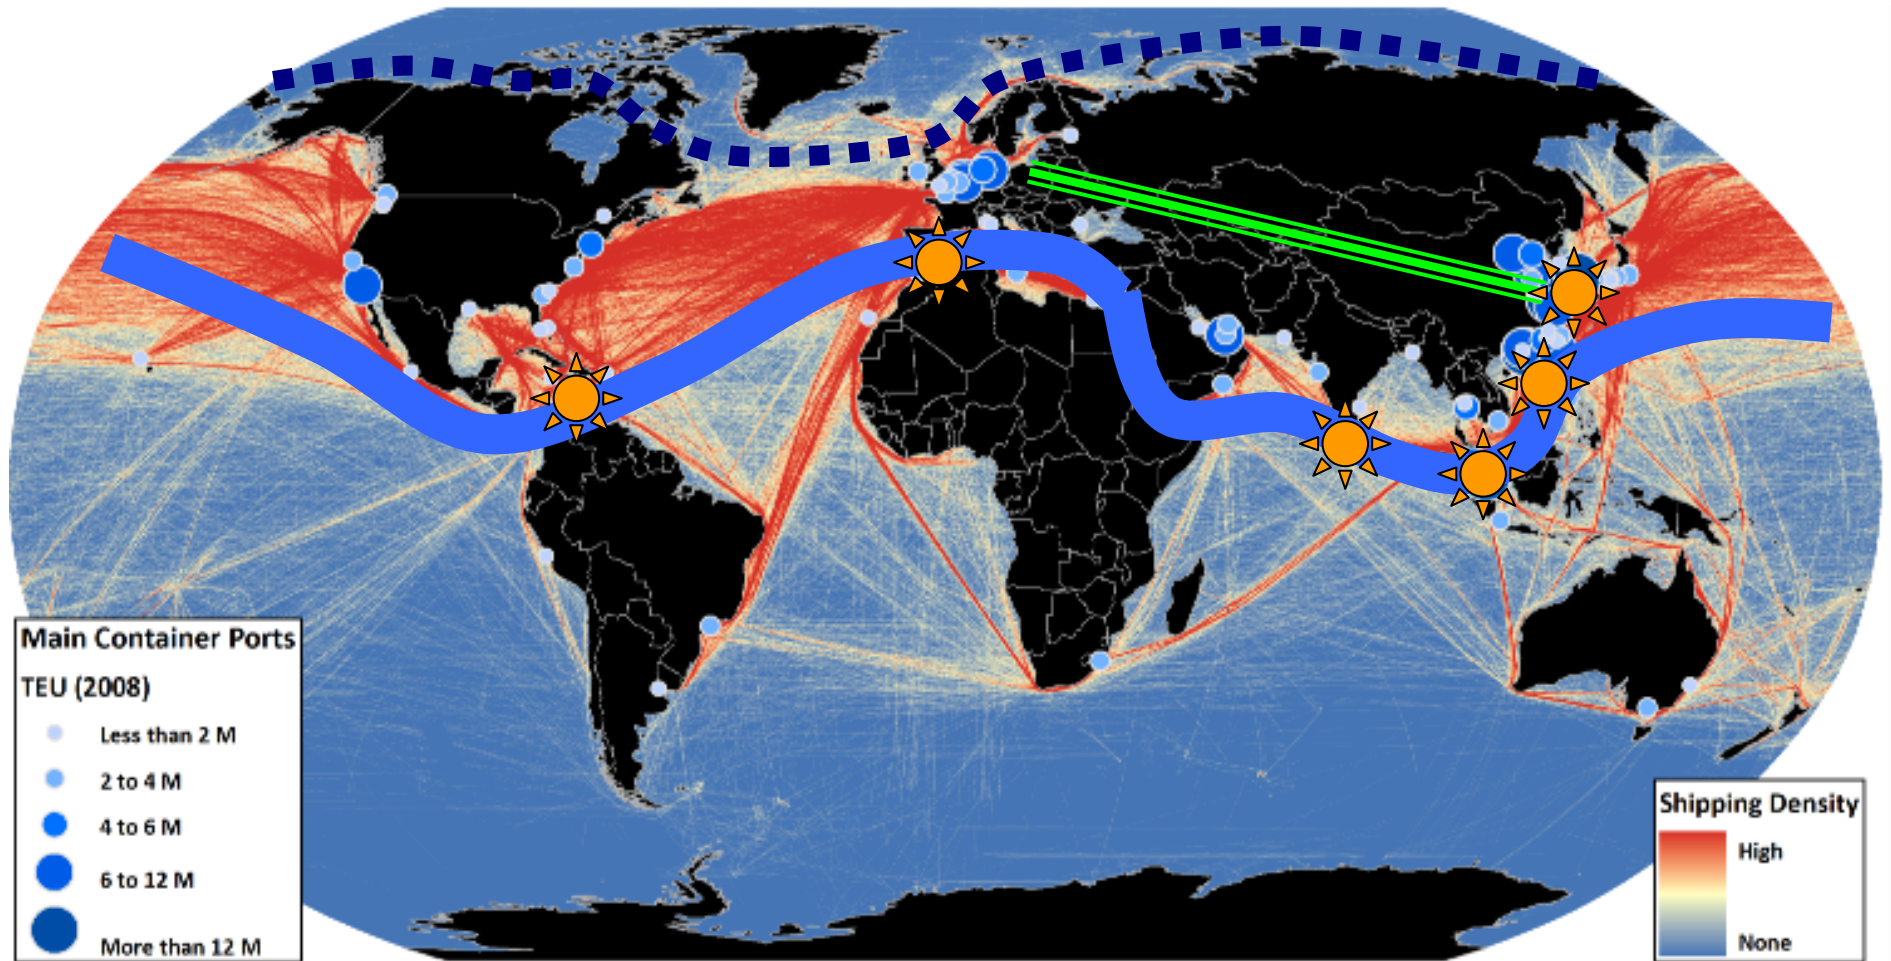 Main Container Ports
TEU (2008)
Less than 2 M
2 to 4 M
4 to 6 M
6 to 12 M
More than 12 M
Shipping Density
High
None